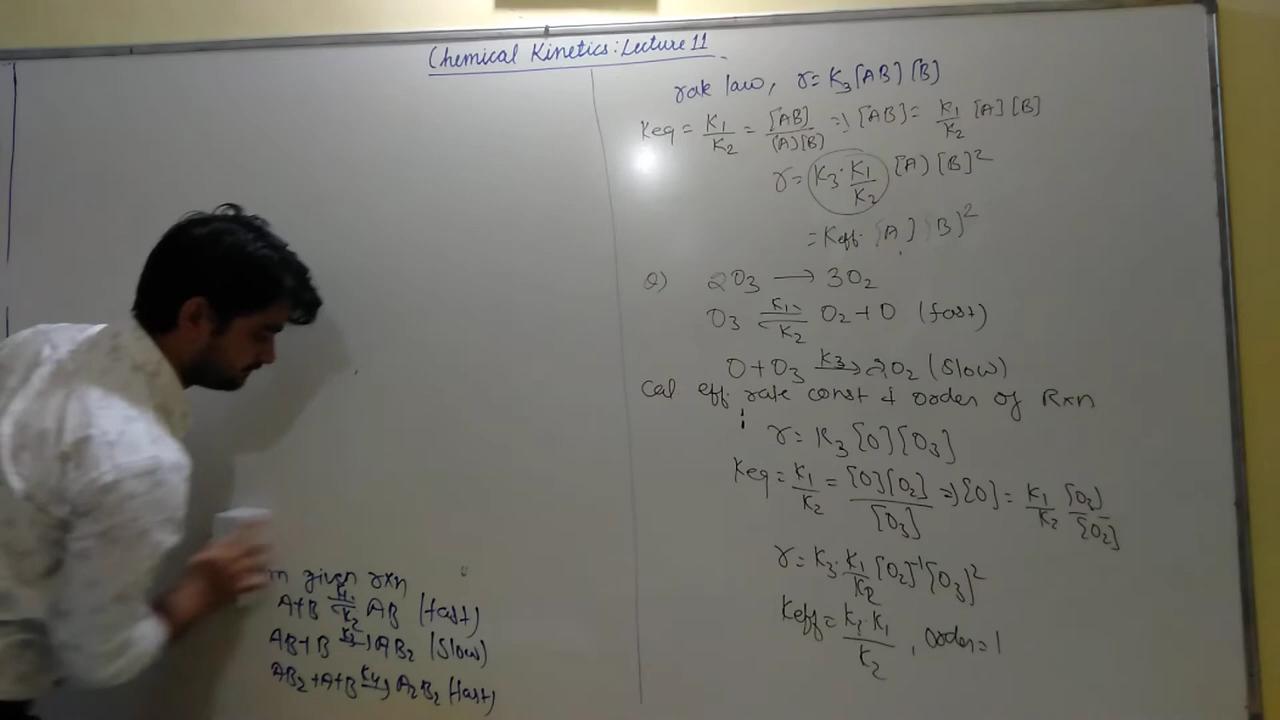 Chemical Kinetics: Lecture 11
m given rxn
A+B ⇌ AB (fast) K1 K2
AB+B →K3 AB2 (Slow)
AB2+A+B →K4 A2B2 (fast)
rate law, r= K3[AB][B]
Keq = K1/K2 = [AB]/(A)[B] => [AB] = K1/K2 [A][B]
r= K3·K1/K2 [A)[B]²
= Keff. [A] [B]²
Q) 2O3 → 3O2
O3 ⇌ O2+O (fast) K1 K2
O+O3 →K3 2O2 (Slow)
Cal eff. rate const & order of Rxn
r= K3[O][O3]
Keq = K1/K2 = [O][O2]/[O3] => [O] = K1/K2 [O3]/[O2]
r= K3·K1/K2 [O2]⁻¹[O3]²
Keff = K3·K1/K2 , order=1